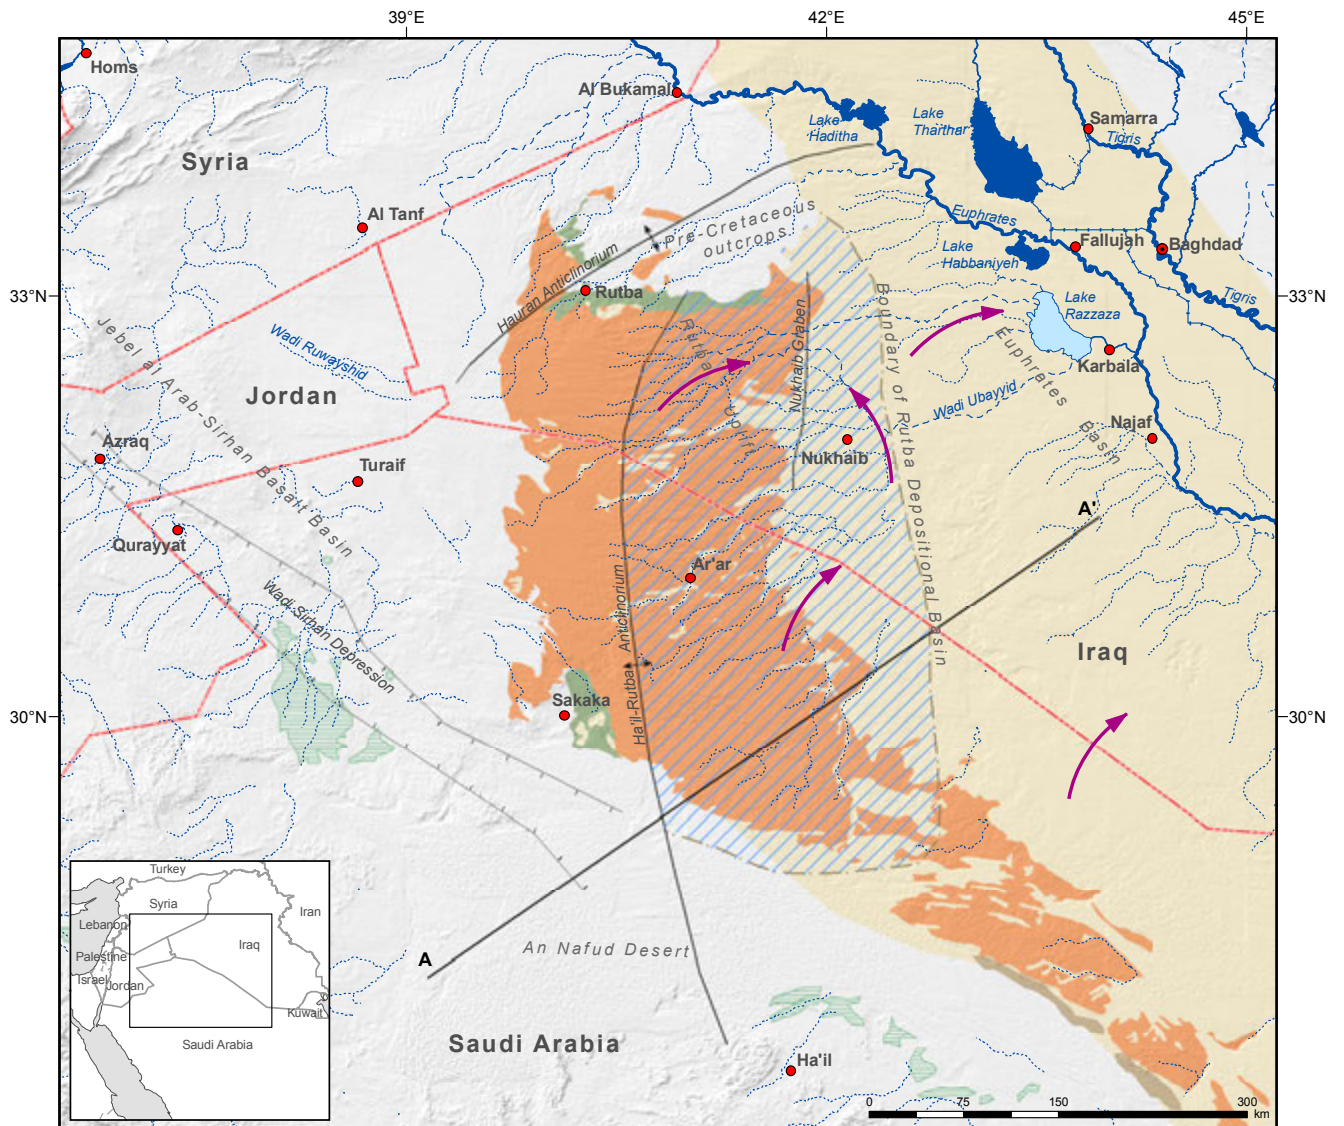 39°E
42°E
45°E
Homs
Al Bukamal
Lake
Haditha
Lake
Tharthar
Samarra
Tigris
Syria
Al Tanf
Pre-Cretaceous
outcrops
Euphrates
Fallujah
Baghdad
Lake
Habbaniyeh
Hauran Anticlinorium
33°N
33°N
Rutba
Tigris
Lake
Razzaza
Jebel al Arab-Sirhan Basalt Basin
Wadi Ruwayshid
Rutba Uplift
Nukhaib Graben
Boundary of Rutba Depositional Basin
Euphrates Basin
Karbala'
Jordan
Wadi Ubayyid
Najaf
Azraq
Turaif
Nukhaib
Qurayyat
A'
Ar'ar
Wadi Sirhan Depression
Ha'il-Rutba Anticlinorium
Iraq
Sakaka
30°N
30°N
An Nafud Desert
A
Saudi Arabia
Ha'il
Turkey
Syria
Iran
Lebanon
Iraq
Palestine
Israel
Jordan
Kuwait
Saudi Arabia
0
75
150
300
km